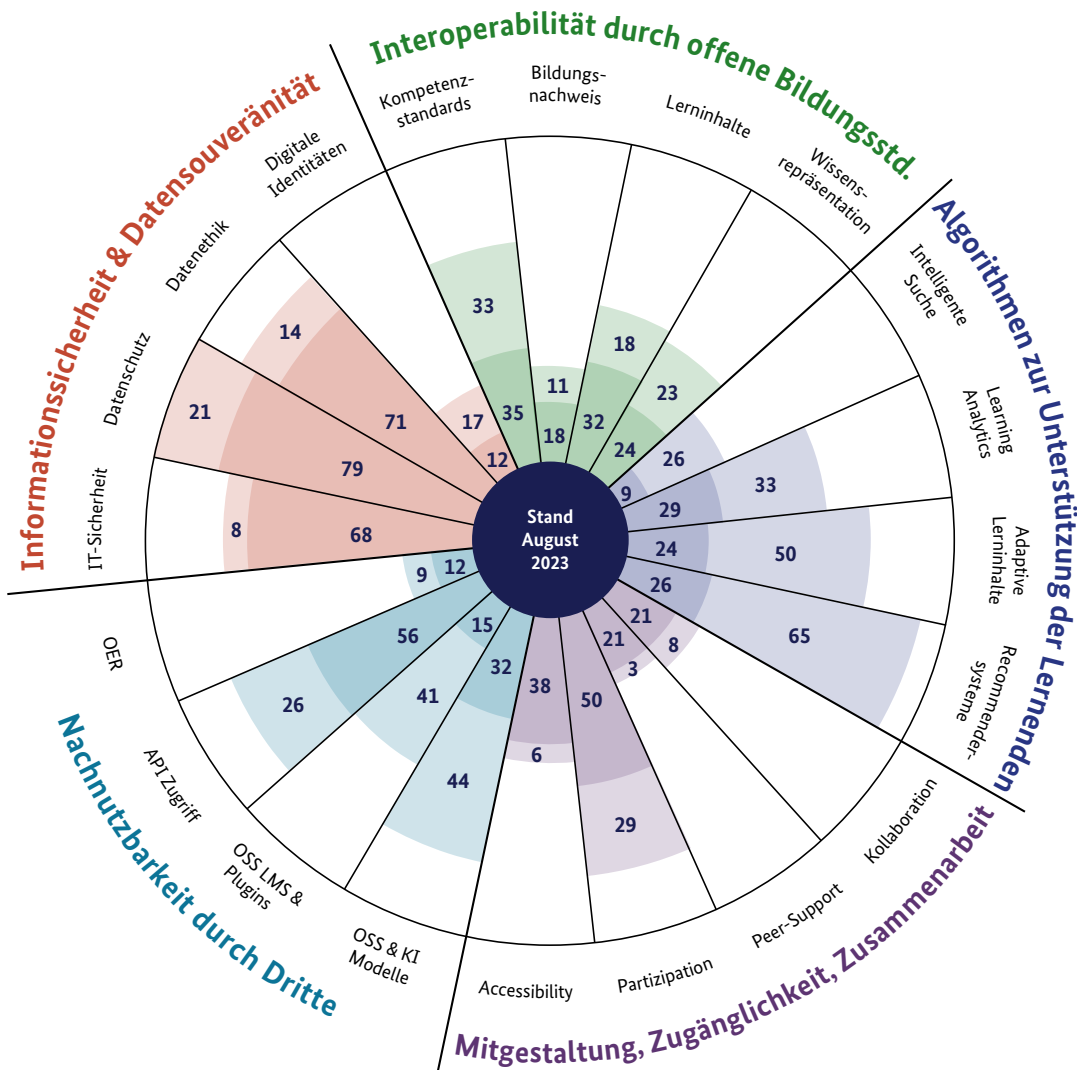 Interoperabilität durch offene Bildungsstd.
Kompetenz-
standards
33
35
Bildungs-
nachweis
11
18
Lerninhalte
18
32
Wissens-
repräsentation
23
24
Algorithmen zur Unterstützung der Lernenden
Intelligente
Suche
26
9
Learning
Analytics
33
29
Adaptive
Lerninhalte
50
24
Recommender-
systeme
65
26
Mitgestaltung, Zugänglichkeit, Zusammenarbeit
Kollaboration
8
21
Peer-Support
3
21
Partizipation
29
50
Accessibility
6
38
Nachnutzbarkeit durch Dritte
OSS & KI
Modelle
44
32
OSS LMS &
Plugins
41
15
API Zugriff
26
56
OER
9
12
Informationssicherheit & Datensouveränität
IT-Sicherheit
8
68
Datenschutz
21
79
Datenethik
14
71
Digitale
Identitäten
17
12
Stand
August
2023